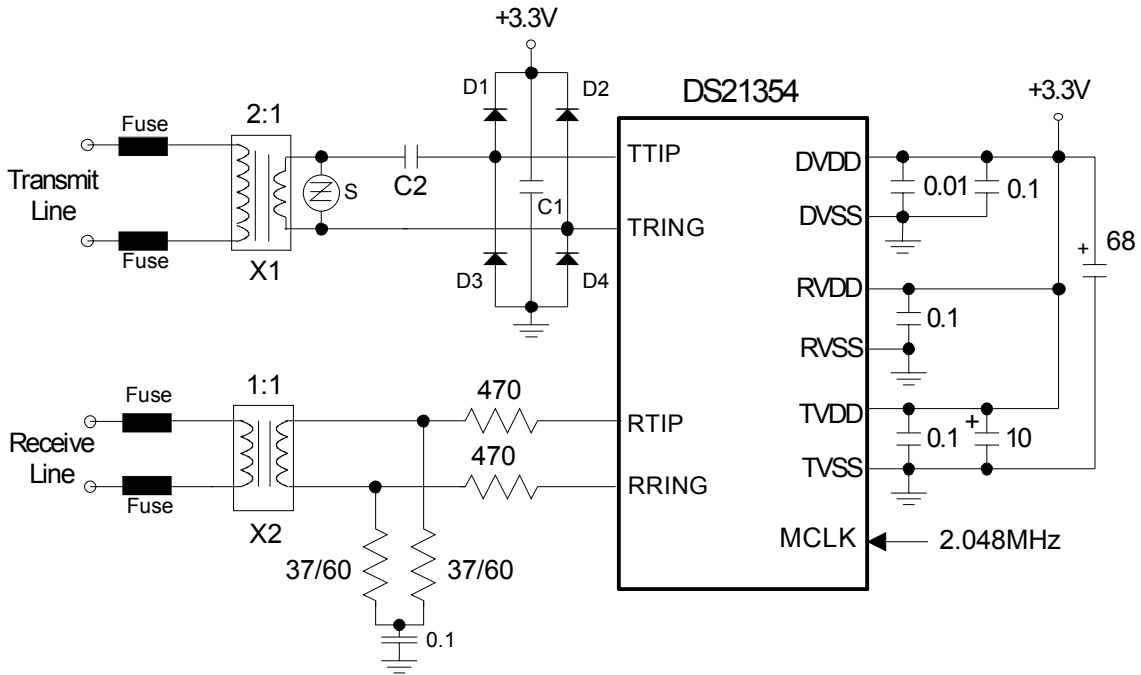 +3.3V
D1
D2
DS21354
+3.3V
2:1
Fuse
TTIP
DVDD
Transmit
Line
S
C2
C1
0.01
0.1
DVSS
TRING
Fuse
X1
D3
D4
+
68
RVDD
0.1
RVSS
1:1
Fuse
470
RTIP
TVDD
Receive
Line
470
0.1
+
10
RRING
TVSS
Fuse
X2
MCLK
2.048MHz
37/60
37/60
0.1